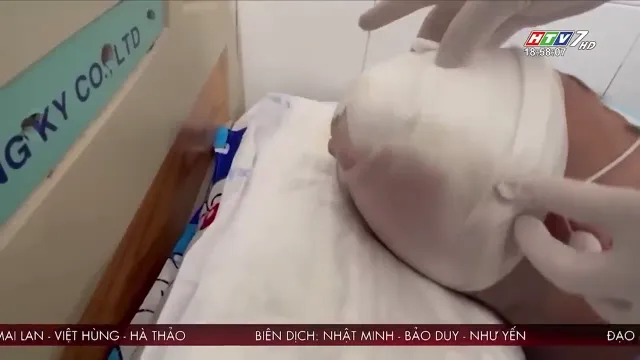 HTV7 HD
18:58:07
NG KY CO., LTD
MAI LAN - VIỆT HÙNG - HÀ THẢO BIÊN DỊCH: NHẬT MINH - BẢO DUY - NHƯ YẾN ĐẠO